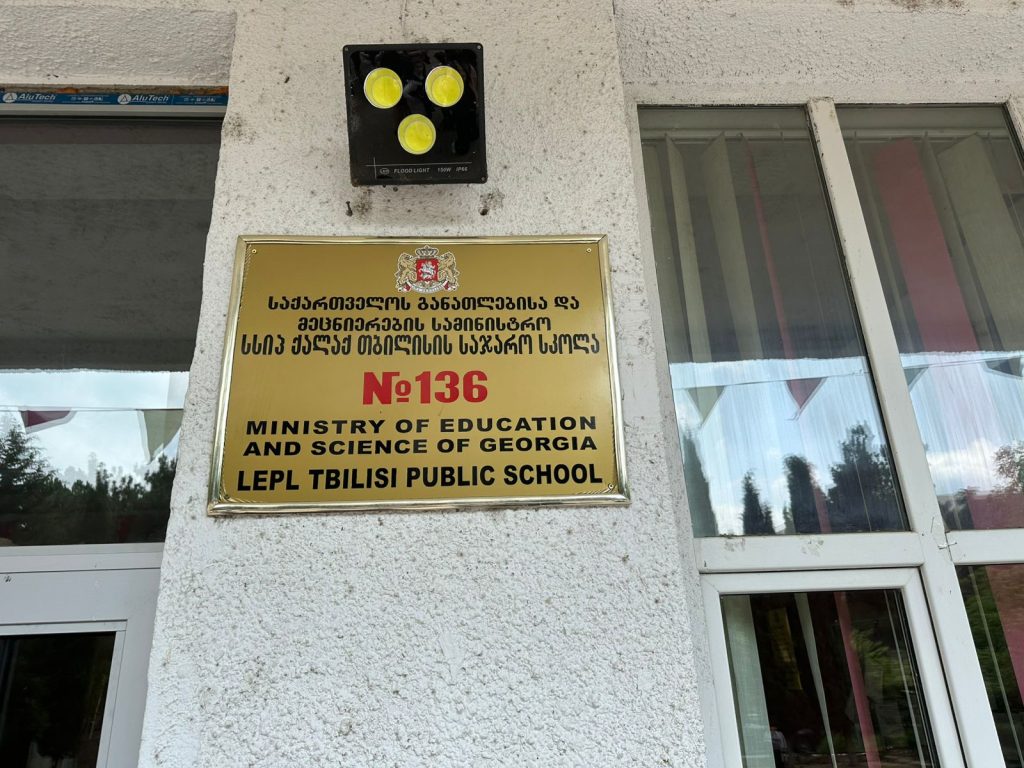 AluTech AluTech
FLOOD LIGHT 150W IP66
საქართველოს განათლებისა და
მეცნიერების სამინისტრო
სსიპ ქალაქ თბილისის საჯარო სკოლა
№136
MINISTRY OF EDUCATION
AND SCIENCE OF GEORGIA
LEPL TBILISI PUBLIC SCHOOL